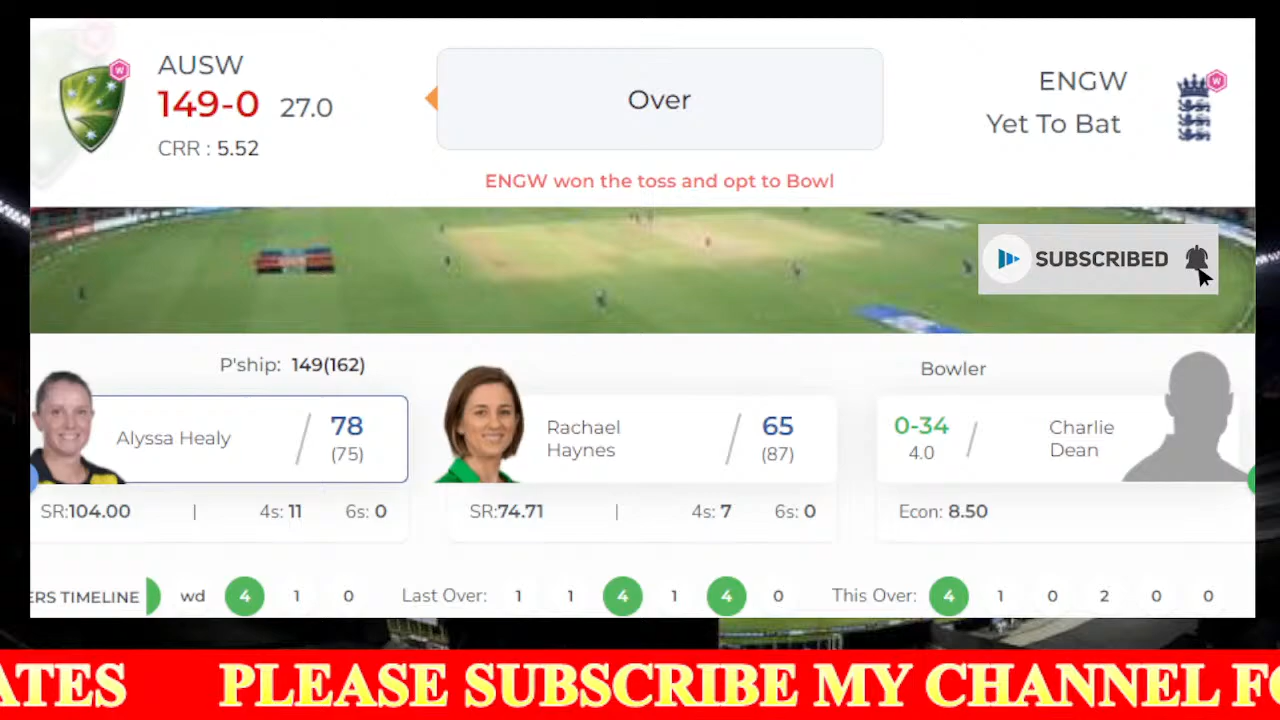 AUSW
149-0 27.0
CRR : 5.52
Over
ENGW
Yet To Bat
W
W
ENGW won the toss and opt to Bowl
SUBSCRIBED
P'ship: 149(162)
Bowler
Alyssa Healy
78
(75)
Rachael
Haynes
65
(87)
0-34
4.0
Charlie
Dean
SR:104.00 | 4s: 11 6s: 0
SR:74.71 | 4s: 7 6s: 0
Econ: 8.50
ERS TIMELINE wd 4 1 0 Last Over: 1 1 4 1 4 0 This Over: 4 1 0 2 0 0
ATES PLEASE SUBSCRIBE MY CHANNEL FO